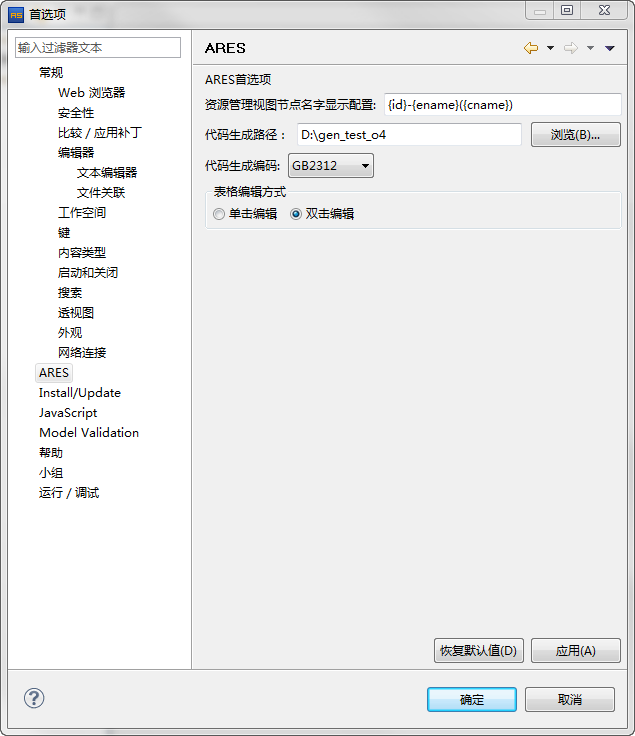 AS 首选项
输入过滤器文本
常规
Web 浏览器
安全性
比较 / 应用补丁
编辑器
文本编辑器
文件关联
工作空间
键
内容类型
启动和关闭
搜索
透视图
外观
网络连接
ARES
Install/Update
JavaScript
Model Validation
帮助
小组
运行 / 调试
ARES
ARES首选项
资源管理视图节点名字显示配置: {id}-{ename}({cname})
代码生成路径： D:\gen_test_o4 浏览(B)...
代码生成编码: GB2312
表格编辑方式
单击编辑 双击编辑
恢复默认值(D) 应用(A)
? 确定 取消